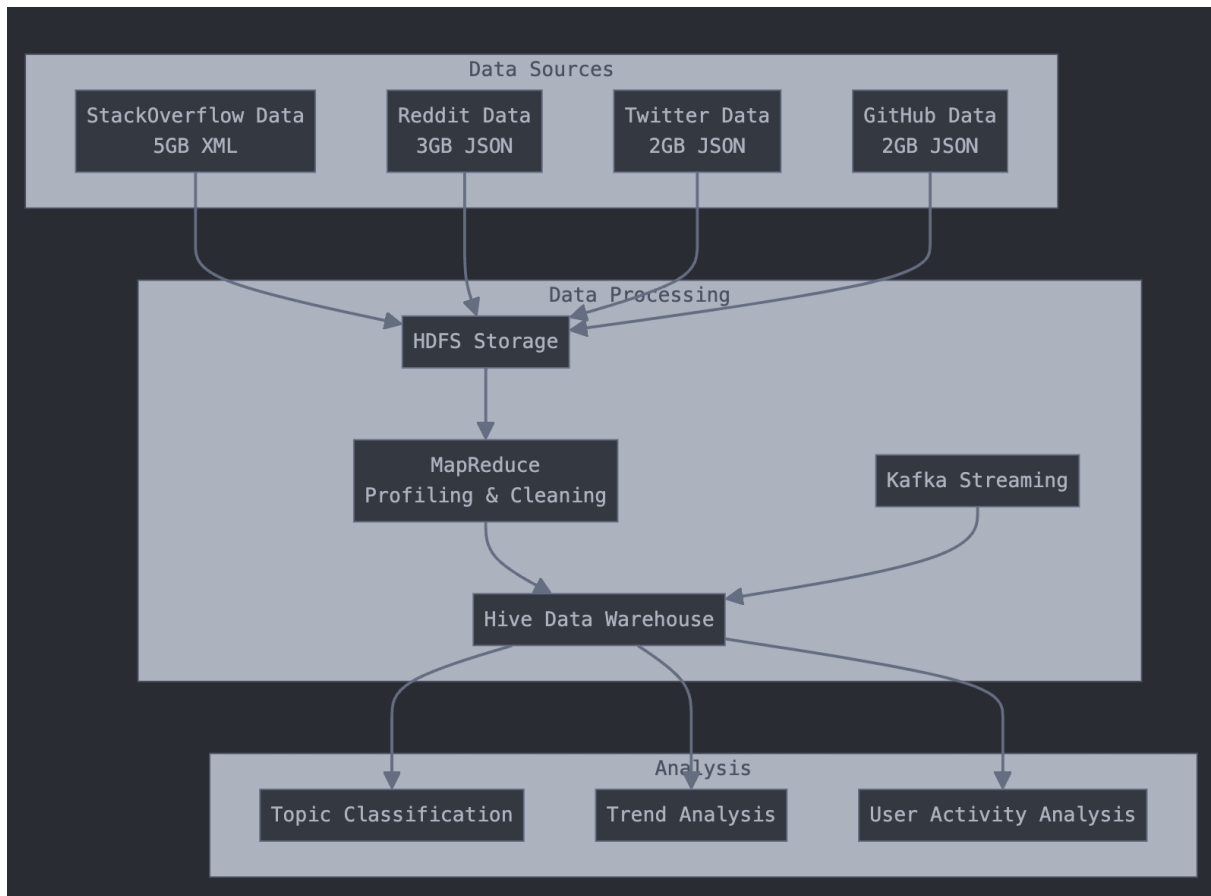 Data Sources
StackOverflow Data
5GB XML
Reddit Data
3GB JSON
Twitter Data
2GB JSON
GitHub Data
2GB JSON
Data Processing
HDFS Storage
MapReduce
Profiling & Cleaning
Kafka Streaming
Hive Data Warehouse
Analysis
Topic Classification
Trend Analysis
User Activity Analysis